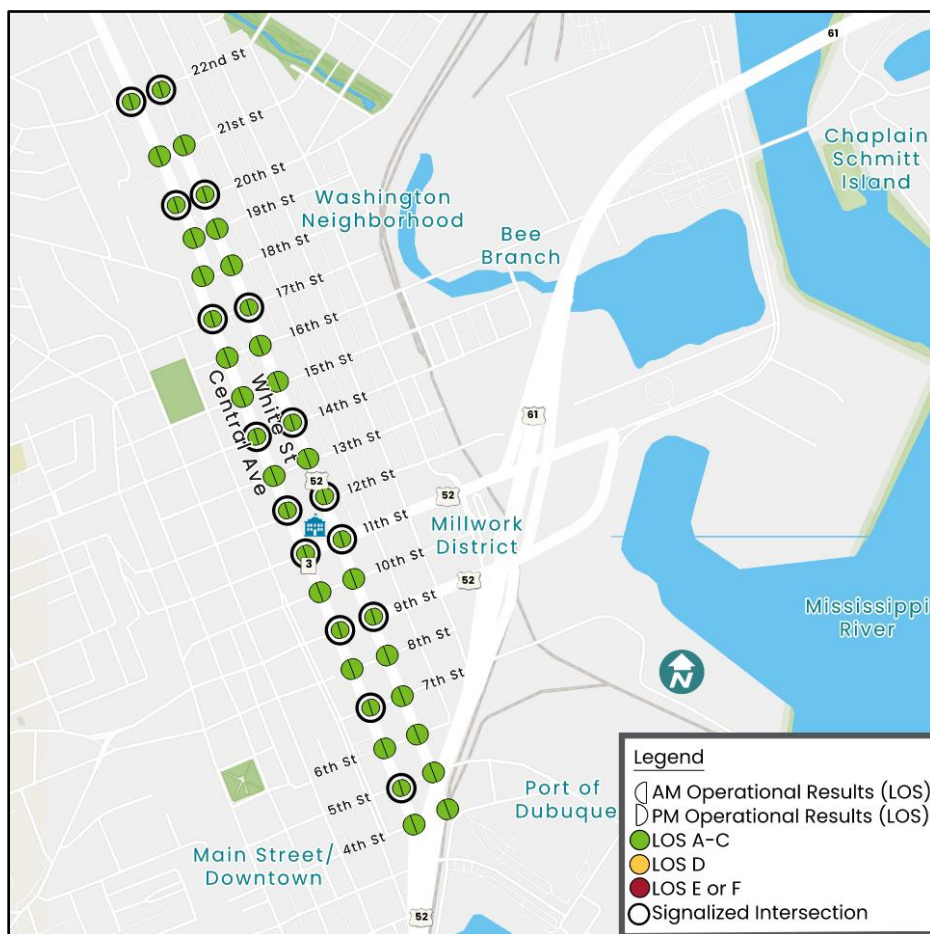 61
22nd St
21st St
20th St
19th St
18th St
17th St
16th St
15th St
14th St
13th St
12th St
11th St
10th St
9th St
8th St
7th St
6th St
5th St
4th St
Central Ave
White St
52
3
Washington
Neighborhood
Bee
Branch
Chaplain
Schmitt
Island
61
52
Millwork
District
52
Mississippi
River
N
Port of
Dubuque
Main Street/
Downtown
52
Legend
AM Operational Results (LOS)
PM Operational Results (LOS)
LOS A-C
LOS D
LOS E or F
Signalized Intersection